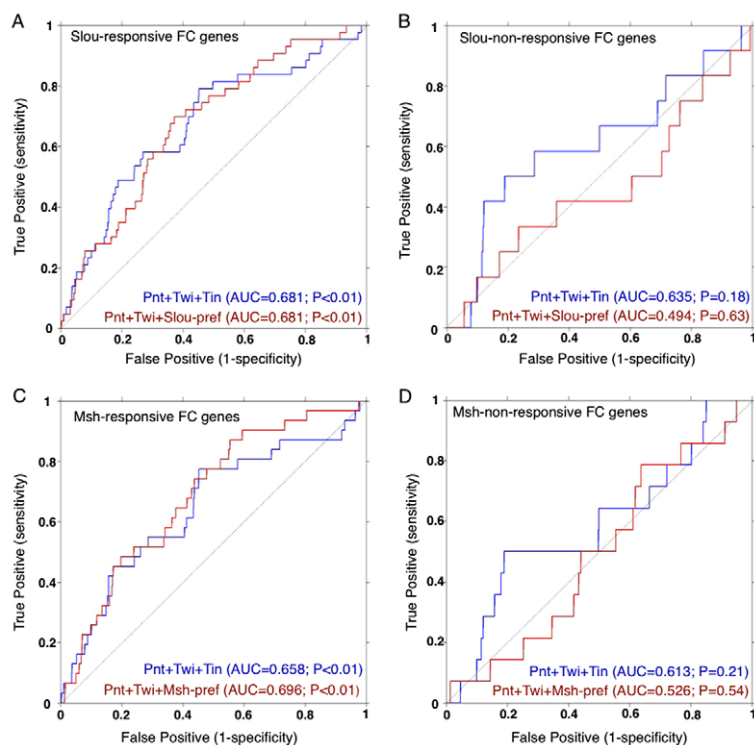 A
Slou-responsive FC genes
True Positive (sensitivity)
1
0.8
0.6
0.4
0.2
0
0 0.2 0.4 0.6 0.8 1
Pnt+Twi+Tin (AUC=0.681; P<0.01)
Pnt+Twi+Slou-pref (AUC=0.681; P<0.01)
False Positive (1-specificity)
B
Slou-non-responsive FC genes
True Positive (sensitivity)
1
0.8
0.6
0.4
0.2
0
0 0.2 0.4 0.6 0.8 1
Pnt+Twi+Tin (AUC=0.635; P=0.18)
Pnt+Twi+Slou-pref (AUC=0.494; P=0.63)
False Positive (1-specificity)
C
Msh-responsive FC genes
True Positive (sensitivity)
1
0.8
0.6
0.4
0.2
0
0 0.2 0.4 0.6 0.8 1
Pnt+Twi+Tin (AUC=0.658; P<0.01)
Pnt+Twi+Msh-pref (AUC=0.696; P<0.01)
False Positive (1-specificity)
D
Msh-non-responsive FC genes
True Positive (sensitivity)
1
0.8
0.6
0.4
0.2
0
0 0.2 0.4 0.6 0.8 1
Pnt+Twi+Tin (AUC=0.613; P=0.21)
Pnt+Twi+Msh-pref (AUC=0.526; P=0.54)
False Positive (1-specificity)